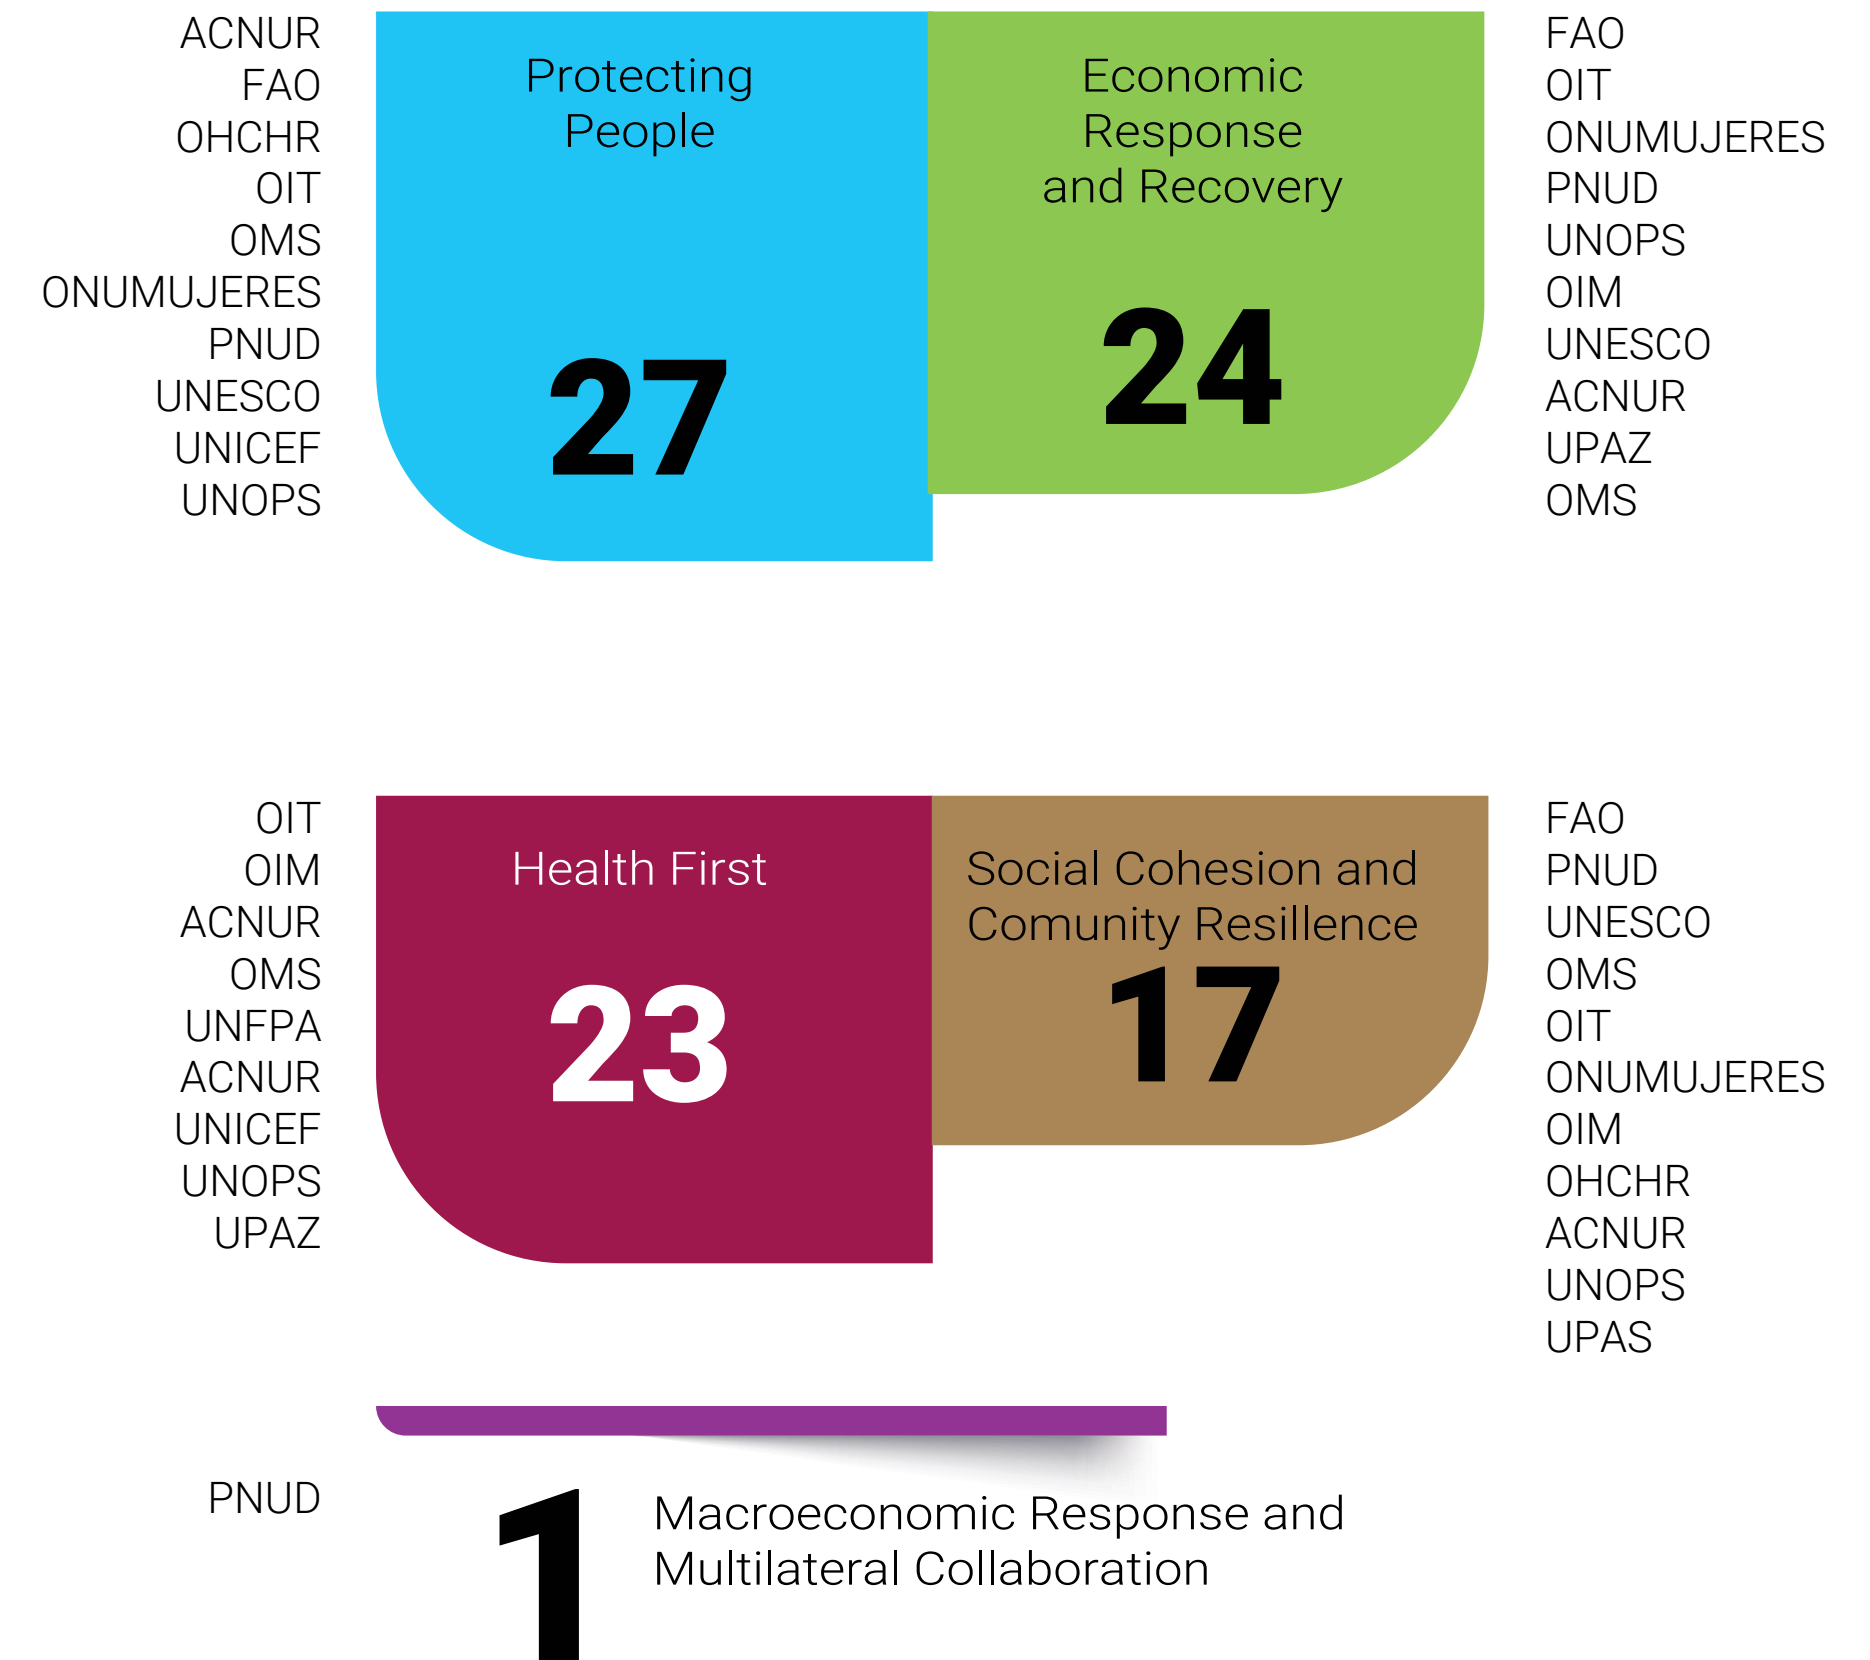 ACNUR
FAO
OHCHR
OIT
OMS
ONUMUJERES
PNUD
UNESCO
UNICEF
UNOPS
Protecting
People
27
Economic
Response
and Recovery
24
FAO
OIT
ONUMUJERES
PNUD
UNOPS
OIM
UNESCO
ACNUR
UPAZ
OMS
OIT
OIM
ACNUR
OMS
UNFPA
ACNUR
UNICEF
UNOPS
UPAZ
Health First
23
Social Cohesion and
Comunity Resillence
17
FAO
PNUD
UNESCO
OMS
OIT
ONUMUJERES
OIM
OHCHR
ACNUR
UNOPS
UPAS
PNUD
1
Macroeconomic Response and
Multilateral Collaboration